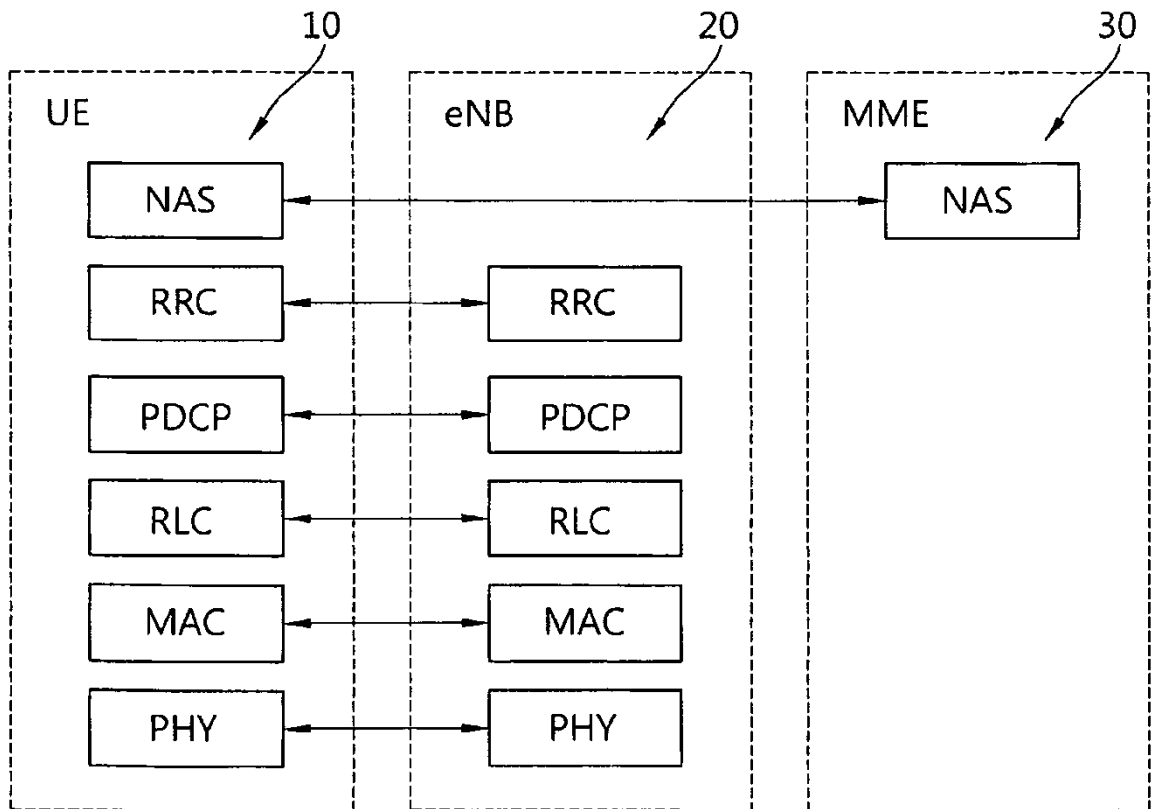 10 20 30
UE eNB MME
NAS NAS
RRC RRC
PDCP PDCP
RLC RLC
MAC MAC
PHY PHY